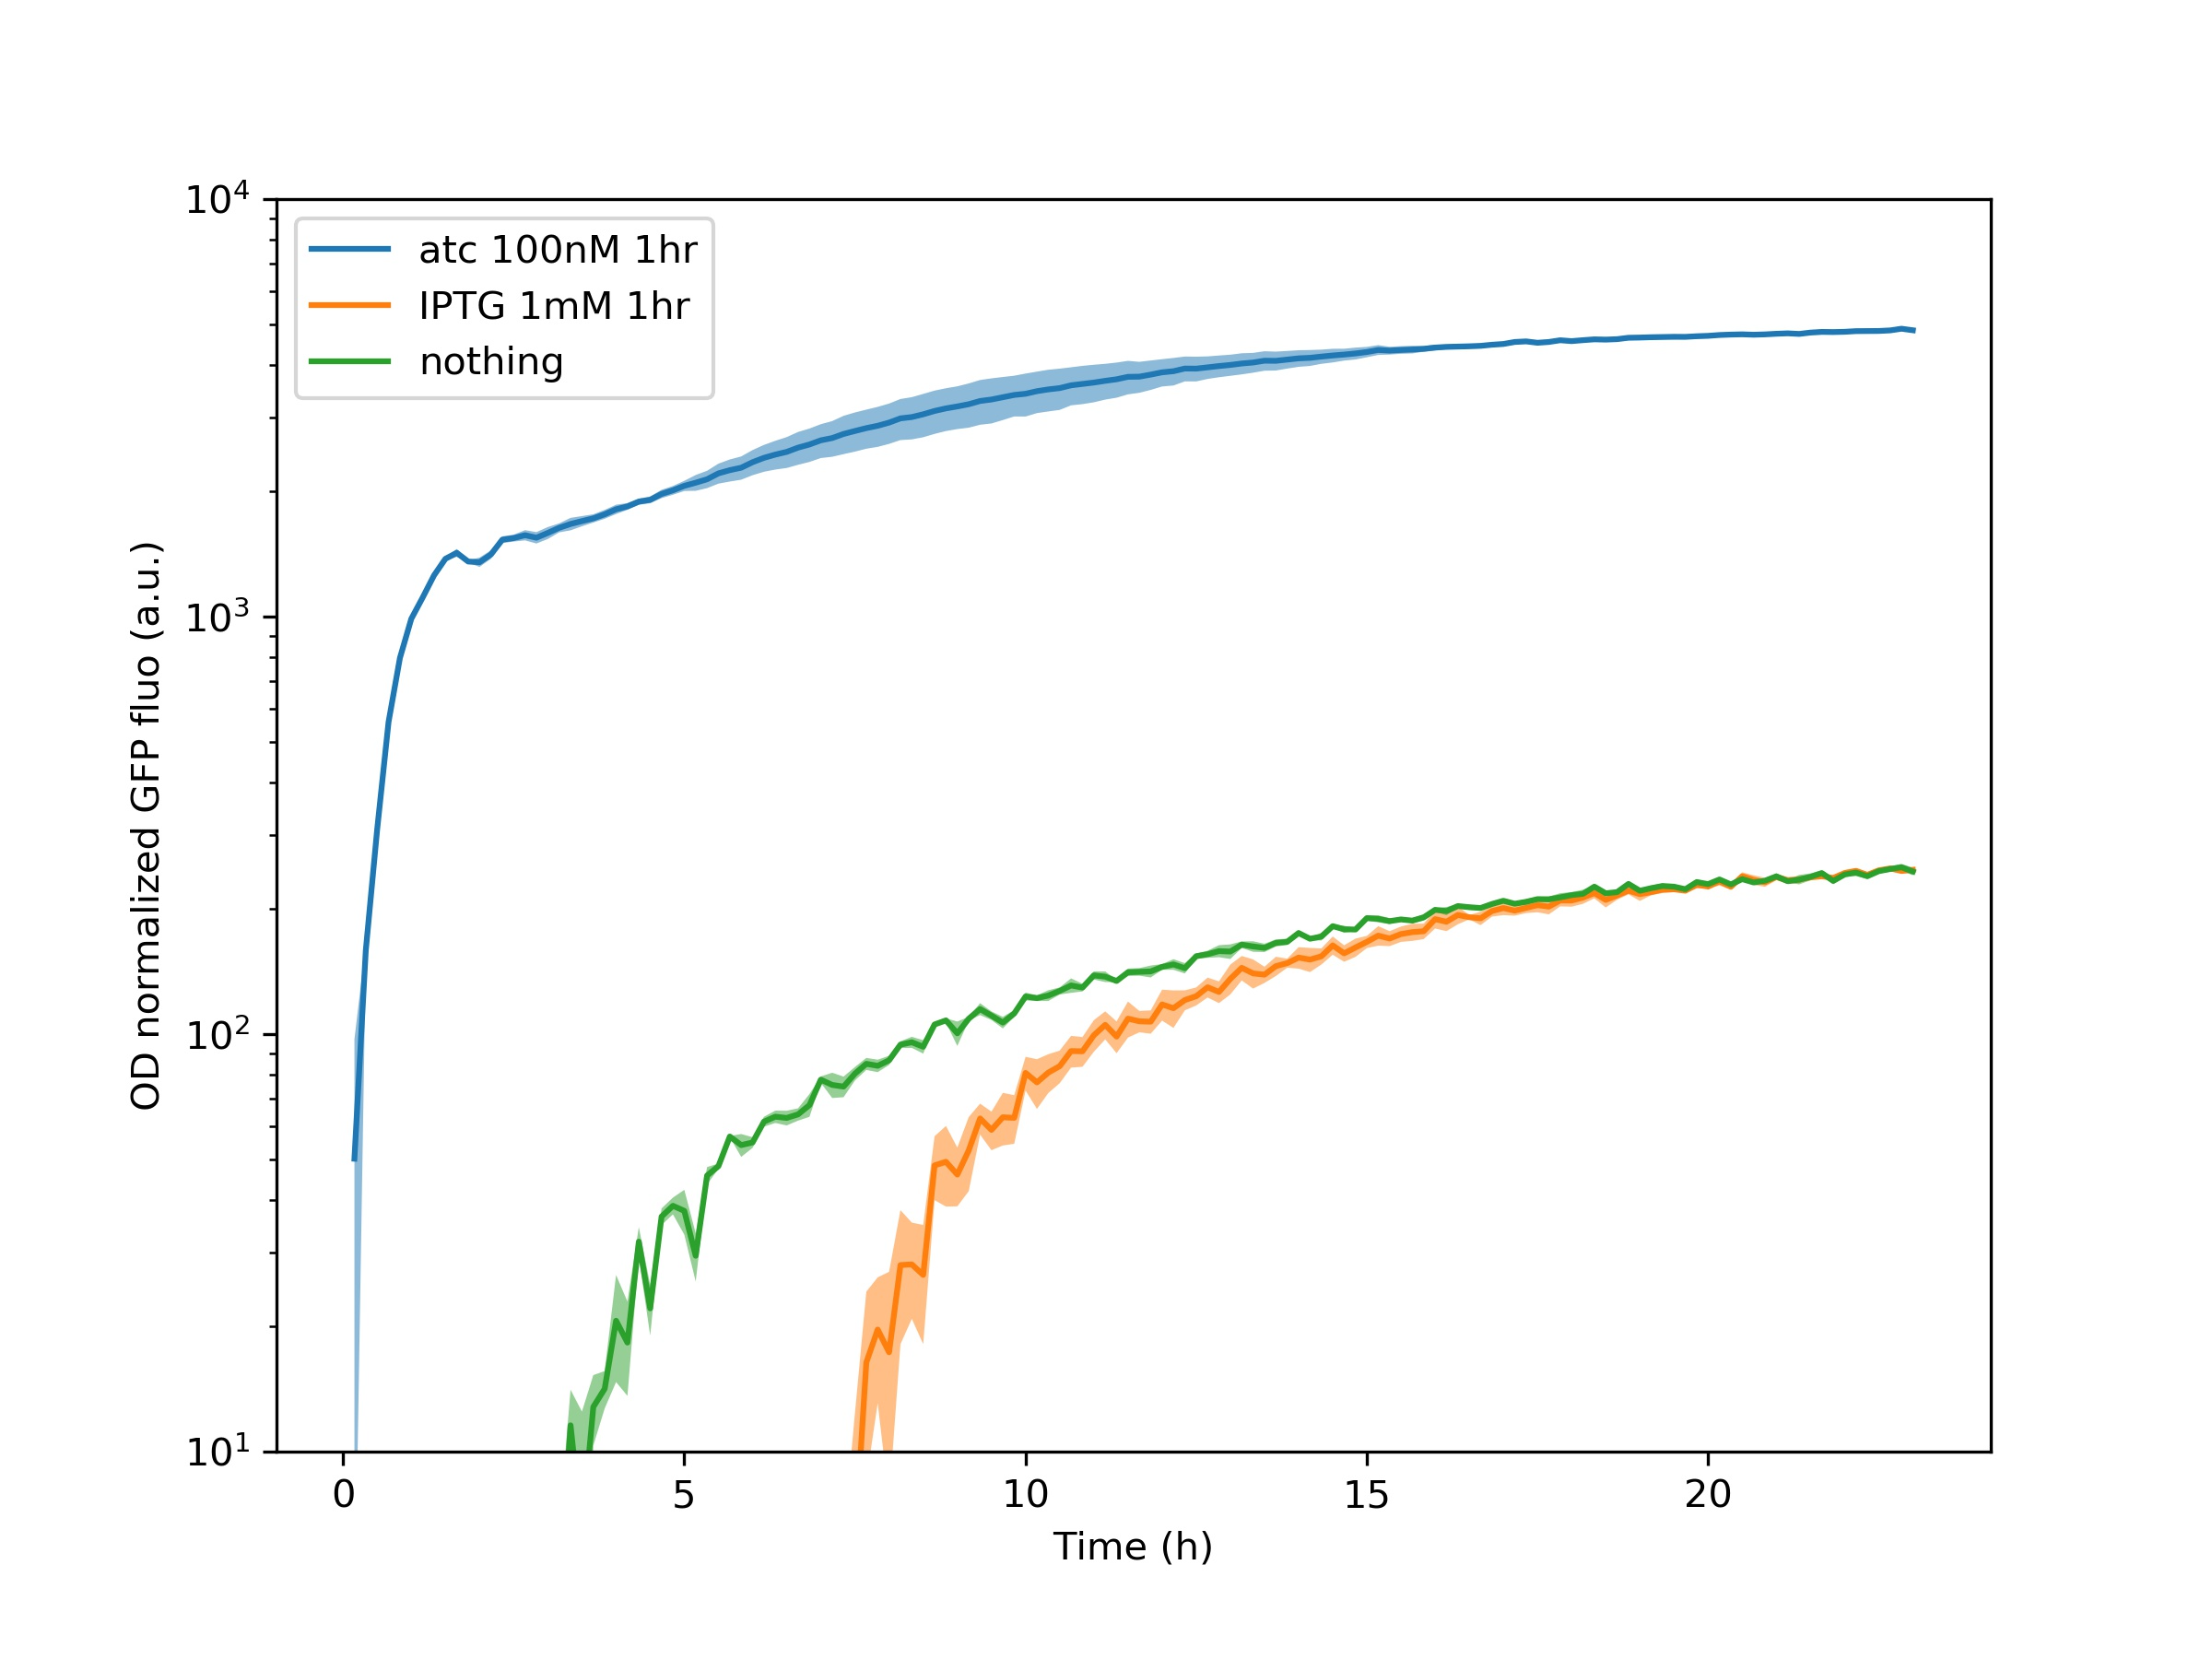 10⁴
atc 100nM 1hr
IPTG 1mM 1hr
nothing
OD normalized GFP fluo (a.u.)
10³
10²
10¹
0 5 10 15 20
Time (h)